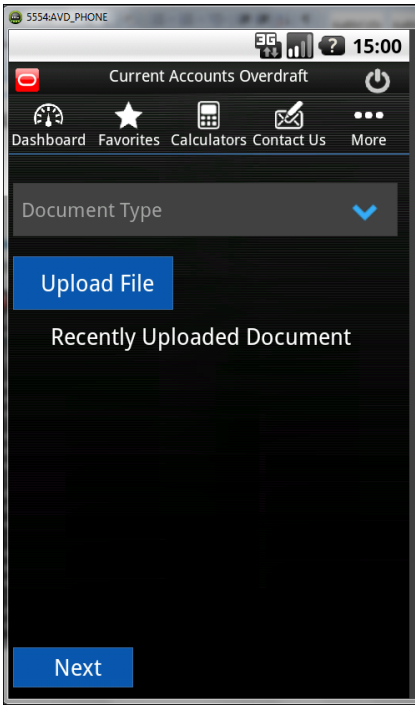 5554:AVD_PHONE
3G 15:00
Current Accounts Overdraft
Dashboard Favorites Calculators Contact Us More
Document Type
Upload File
Recently Uploaded Document
Next